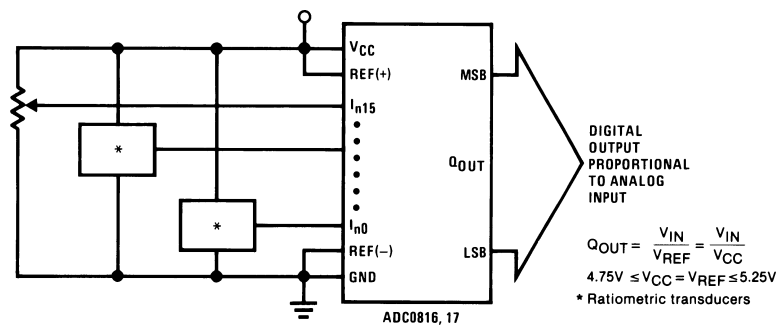 VCC
REF(+)
In15
*
*
In0
REF(−)
GND
MSB
QOUT
LSB
ADC0816, 17
DIGITAL
OUTPUT
PROPORTIONAL
TO ANALOG
INPUT
QOUT = VIN/VREF = VIN/VCC
4.75V ≤ VCC = VREF ≤ 5.25V
* Ratiometric transducers